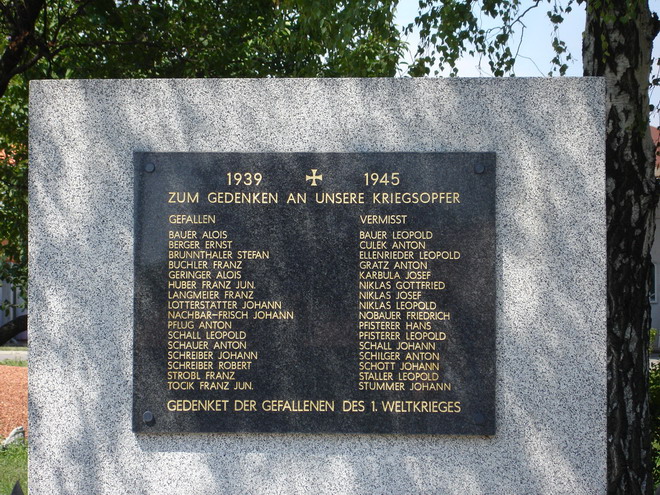 1939 ✠ 1945
ZUM GEDENKEN AN UNSERE KRIEGSOPFER
GEFALLEN
BAUER ALOIS
BERGER ERNST
BRUNNTHALER STEFAN
BUCHLER FRANZ
GERINGER ALOIS
HUBER FRANZ JUN.
LANGMEIER FRANZ
LOTTERSTÄTTER JOHANN
NACHBAR-FRISCH JOHANN
PFLUG ANTON
SCHALL LEOPOLD
SCHAUER ANTON
SCHREIBER JOHANN
SCHREIBER ROBERT
STROBL FRANZ
TOCIK FRANZ JUN.
VERMISST
BAUER LEOPOLD
CULEK ANTON
ELLENRIEDER LEOPOLD
GRATZ ANTON
KARBULA JOSEF
NIKLAS GOTTFRIED
NIKLAS JOSEF
NIKLAS LEOPOLD
NOBAUER FRIEDRICH
PFISTERER HANS
PFISTERER LEOPOLD
SCHALL JOHANN
SCHILGER ANTON
SCHOTT JOHANN
STALLER LEOPOLD
STUMMER JOHANN
GEDENKET DER GEFALLENEN DES 1. WELTKRIEGES